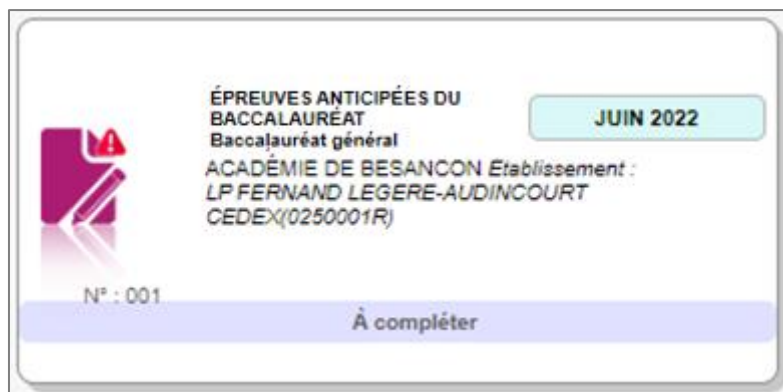 ÉPREUVES ANTICIPÉES DU
BACCALAURÉAT
Baccalauréat général
JUIN 2022
ACADÉMIE DE BESANCON Etablissement :
LP FERNAND LEGERE-AUDINCOURT
CEDEX(0250001R)
N° : 001
À compléter